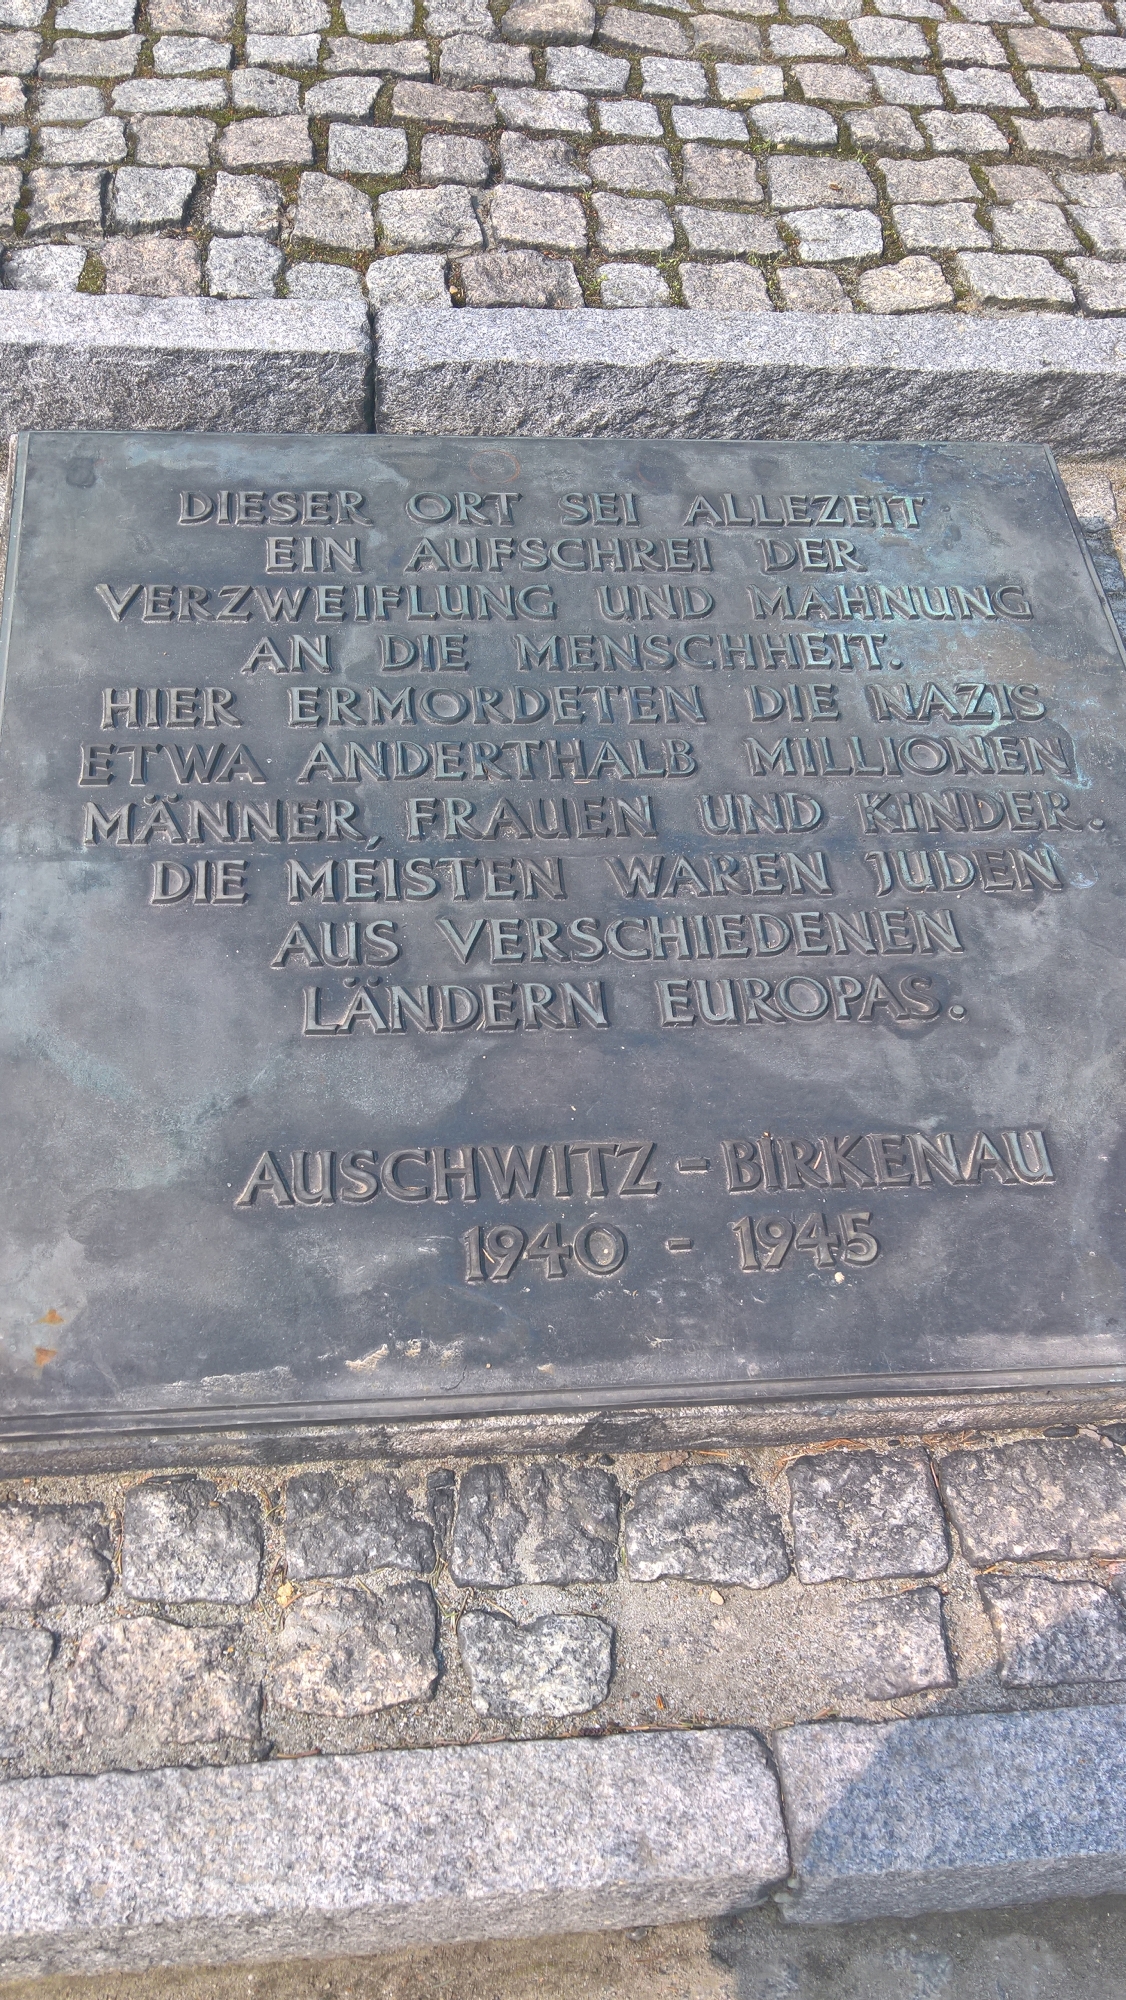 DIESER ORT SEI ALLEZEIT
EIN AUFSCHREI DER
VERZWEIFLUNG UND MAHNUNG
AN DIE MENSCHHEIT.
HIER ERMORDETEN DIE NAZIS
ETWA ANDERTHALB MILLIONEN
MÄNNER, FRAUEN UND KINDER.
DIE MEISTEN WAREN JUDEN
AUS VERSCHIEDENEN
LÄNDERN EUROPAS.
AUSCHWITZ - BIRKENAU
1940 - 1945